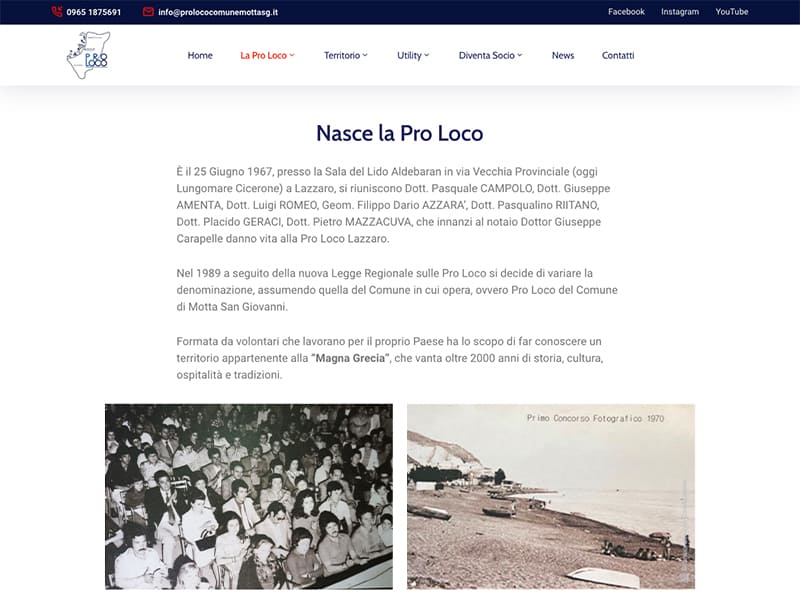 0965 1875691 info@prolococomunemottasg.it Facebook Instagram YouTube
PRO LOCO
Home La Pro Loco Territorio Utility Diventa Socio News Contatti
Nasce la Pro Loco
È il 25 Giugno 1967, presso la Sala del Lido Aldebaran in via Vecchia Provinciale (oggi
Lungomare Cicerone) a Lazzaro, si riuniscono Dott. Pasquale CAMPOLO, Dott. Giuseppe
AMENTA, Dott. Luigi ROMEO, Geom. Filippo Dario AZZARA', Dott. Pasqualino RIITANO,
Dott. Placido GERACI, Dott. Pietro MAZZACUVA, che innanzi al notaio Dottor Giuseppe
Carapelle danno vita alla Pro Loco Lazzaro.
Nel 1989 a seguito della nuova Legge Regionale sulle Pro Loco si decide di variare la
denominazione, assumendo quella del Comune in cui opera, ovvero Pro Loco del Comune
di Motta San Giovanni.
Formata da volontari che lavorano per il proprio Paese ha lo scopo di far conoscere un
territorio appartenente alla “Magna Grecia”, che vanta oltre 2000 anni di storia, cultura,
ospitalità e tradizioni.
Primo Concorso Fotografico 1970